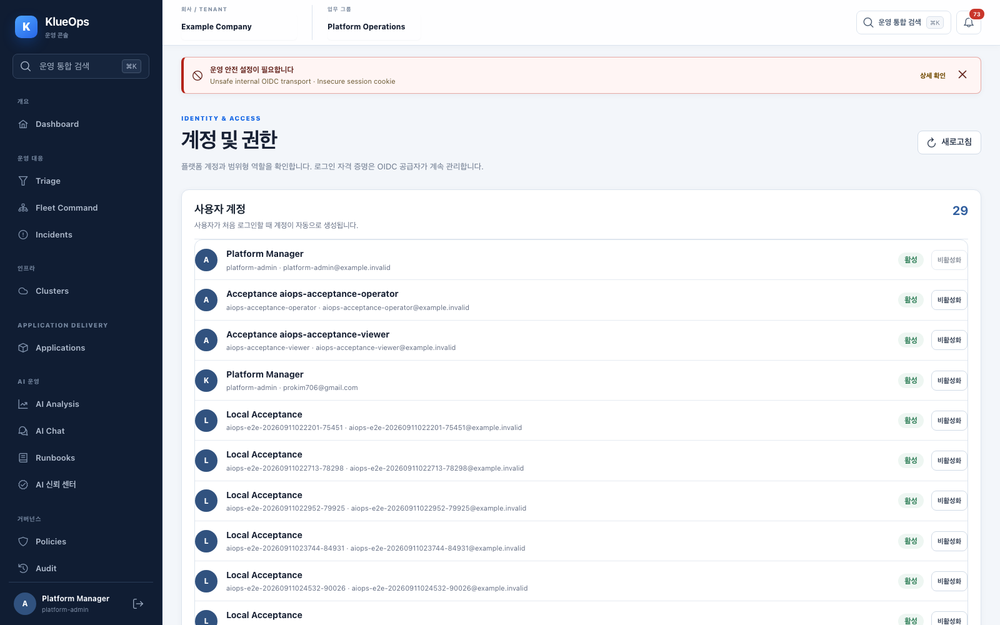 K
KlueOps
운영 콘솔
운영 통합 검색
⌘K
개요
Dashboard
운영 대응
Triage
Fleet Command
Incidents
인프라
Clusters
APPLICATION DELIVERY
Applications
AI 운영
AI Analysis
AI Chat
Runbooks
AI 신뢰 센터
거버넌스
Policies
Audit
A
Platform Manager
platform-admin
회사 / TENANT
Example Company
업무 그룹
Platform Operations
운영 통합 검색
⌘K
73
운영 안전 설정이 필요합니다
Unsafe internal OIDC transport · Insecure session cookie
상세 확인
IDENTITY & ACCESS
계정 및 권한
플랫폼 계정과 범위형 역할을 확인합니다. 로그인 자격 증명은 OIDC 공급자가 계속 관리합니다.
새로고침
사용자 계정
사용자가 처음 로그인할 때 계정이 자동으로 생성됩니다.
29
A
Platform Manager
platform-admin · platform-admin@example.invalid
활성
비활성화
A
Acceptance aiops-acceptance-operator
aiops-acceptance-operator · aiops-acceptance-operator@example.invalid
활성
비활성화
A
Acceptance aiops-acceptance-viewer
aiops-acceptance-viewer · aiops-acceptance-viewer@example.invalid
활성
비활성화
K
Platform Manager
platform-admin · prokim706@gmail.com
활성
비활성화
L
Local Acceptance
aiops-e2e-20260911022201-75451 · aiops-e2e-20260911022201-75451@example.invalid
활성
비활성화
L
Local Acceptance
aiops-e2e-20260911022713-78298 · aiops-e2e-20260911022713-78298@example.invalid
활성
비활성화
L
Local Acceptance
aiops-e2e-20260911022952-79925 · aiops-e2e-20260911022952-79925@example.invalid
활성
비활성화
L
Local Acceptance
aiops-e2e-20260911023744-84931 · aiops-e2e-20260911023744-84931@example.invalid
활성
비활성화
L
Local Acceptance
aiops-e2e-20260911024532-90026 · aiops-e2e-20260911024532-90026@example.invalid
활성
비활성화
L
Local Acceptance
활성
비활성화